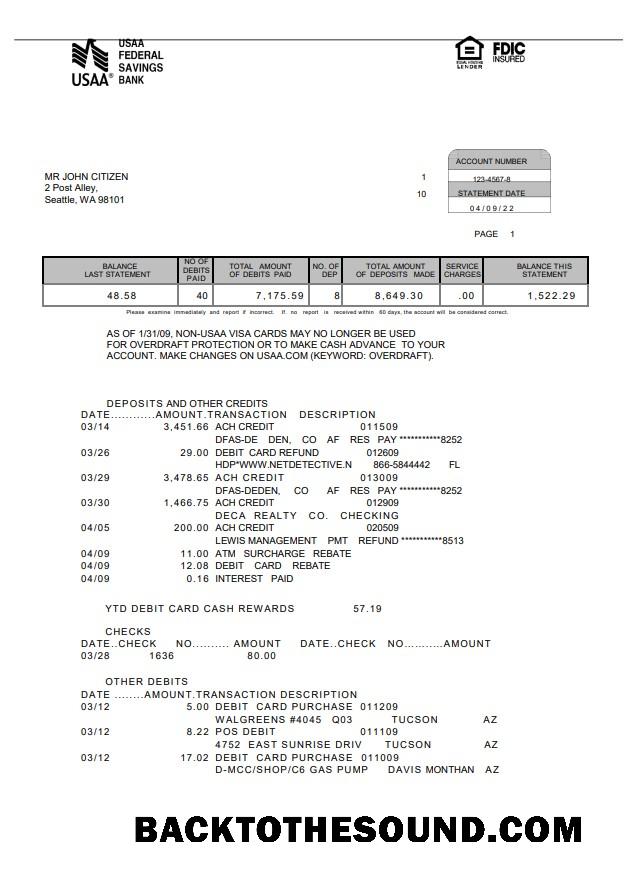 USAA
FEDERAL
SAVINGS
BANK
USAA®
EQUAL HOUSING
LENDER
FDIC
INSURED
MR JOHN CITIZEN
2 Post Alley,
Seattle, WA 98101
1
10
ACCOUNT NUMBER
123-4567-8
STATEMENT DATE
04/09/22
PAGE 1
BALANCE LAST STATEMENT NO OF DEBITS PAID TOTAL AMOUNT OF DEBITS PAID NO. OF DEP TOTAL AMOUNT OF DEPOSITS MADE SERVICE CHARGES BALANCE THIS STATEMENT
48.58 40 7,175.59 8 8,649.30 .00 1,522.29
Please examine immediately and report if incorrect. If. no report is received within 60 days, the account will be considered correct.
AS OF 1/31/09, NON-USAA VISA CARDS MAY NO LONGER BE USED
FOR OVERDRAFT PROTECTION OR TO MAKE CASH ADVANCE TO YOUR
ACCOUNT. MAKE CHANGES ON USAA.COM (KEYWORD: OVERDRAFT).
DEPOSITS AND OTHER CREDITS
DATE............AMOUNT.TRANSACTION DESCRIPTION
03/14 3,451.66 ACH CREDIT 011509
DFAS-DE DEN, CO AF RES PAY ***********8252
03/26 29.00 DEBIT CARD REFUND 012609
HDP*WWW.NETDETECTIVE.N 866-5844442 FL
03/29 3,478.65 ACH CREDIT 013009
DFAS-DEDEN, CO AF RES PAY ***********8252
03/30 1,466.75 ACH CREDIT 012909
DECA REALTY CO. CHECKING
04/05 200.00 ACH CREDIT 020509
LEWIS MANAGEMENT PMT REFUND ***********8513
04/09 11.00 ATM SURCHARGE REBATE
04/09 12.08 DEBIT CARD REBATE
04/09 0.16 INTEREST PAID
YTD DEBIT CARD CASH REWARDS 57.19
CHECKS
DATE..CHECK NO.......... AMOUNT DATE..CHECK NO..........AMOUNT
03/28 1636 80.00
OTHER DEBITS
DATE ........AMOUNT.TRANSACTION DESCRIPTION
03/12 5.00 DEBIT CARD PURCHASE 011209
WALGREENS #4045 Q03 TUCSON AZ
03/12 8.22 POS DEBIT 011109
4752 EAST SUNRISE DRIV TUCSON AZ
03/12 17.02 DEBIT CARD PURCHASE 011009
D-MCC/SHOP/C6 GAS PUMP DAVIS MONTHAN AZ
BACKTOTHESOUND.COM